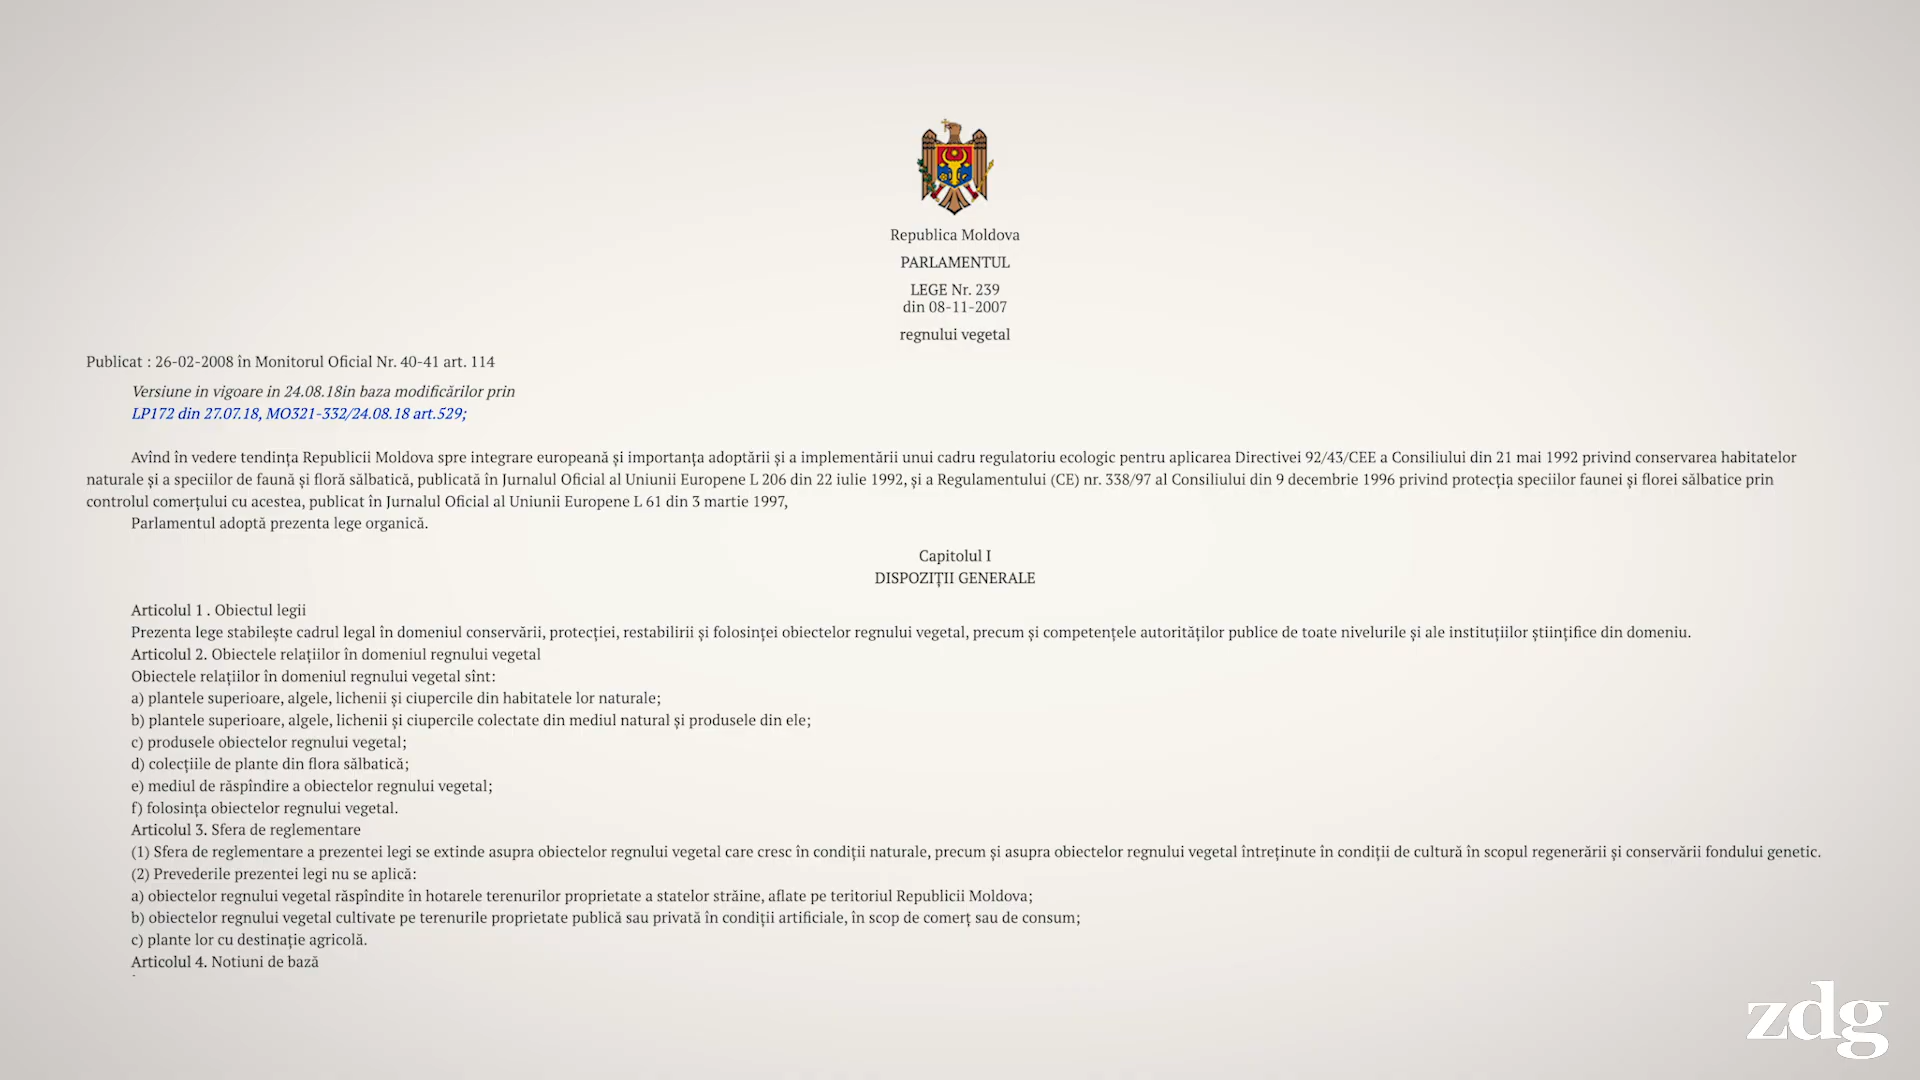 Republica Moldova
PARLAMENTUL
LEGE Nr. 239
din 08-11-2007
regnului vegetal
Publicat : 26-02-2008 în Monitorul Oficial Nr. 40-41 art. 114
Versiune in vigoare in 24.08.18in baza modificărilor prin
LP172 din 27.07.18, MO321-332/24.08.18 art.529;
Avînd în vedere tendința Republicii Moldova spre integrare europeană și importanța adoptării și a implementării unui cadru regulatoriu ecologic pentru aplicarea Directivei 92/43/CEE a Consiliului din 21 mai 1992 privind conservarea habitatelor
naturale și a speciilor de faună și floră sălbatică, publicată în Jurnalul Oficial al Uniunii Europene L 206 din 22 iulie 1992, și a Regulamentului (CE) nr. 338/97 al Consiliului din 9 decembrie 1996 privind protecția speciilor faunei și florei sălbatice prin
controlul comerțului cu acestea, publicat în Jurnalul Oficial al Uniunii Europene L 61 din 3 martie 1997,
Parlamentul adoptă prezenta lege organică.
Capitolul I
DISPOZIȚII GENERALE
Articolul 1 . Obiectul legii
Prezenta lege stabilește cadrul legal în domeniul conservării, protecției, restabilirii și folosinței obiectelor regnului vegetal, precum și competențele autorităților publice de toate nivelurile și ale instituțiilor științifice din domeniu.
Articolul 2. Obiectele relațiilor în domeniul regnului vegetal
Obiectele relațiilor în domeniul regnului vegetal sînt:
a) plantele superioare, algele, lichenii și ciupercile din habitatele lor naturale;
b) plantele superioare, algele, lichenii și ciupercile colectate din mediul natural și produsele din ele;
c) produsele obiectelor regnului vegetal;
d) colecțiile de plante din flora sălbatică;
e) mediul de răspîndire a obiectelor regnului vegetal;
f) folosința obiectelor regnului vegetal.
Articolul 3. Sfera de reglementare
(1) Sfera de reglementare a prezentei legi se extinde asupra obiectelor regnului vegetal care cresc în condiții naturale, precum și asupra obiectelor regnului vegetal întreținute în condiții de cultură în scopul regenerării și conservării fondului genetic.
(2) Prevederile prezentei legi nu se aplică:
a) obiectelor regnului vegetal răspîndite în hotarele terenurilor proprietate a statelor străine, aflate pe teritoriul Republicii Moldova;
b) obiectelor regnului vegetal cultivate pe terenurile proprietate publică sau privată în condiții artificiale, în scop de comerț sau de consum;
c) plante lor cu destinație agricolă.
Articolul 4. Notiuni de bază
zdg